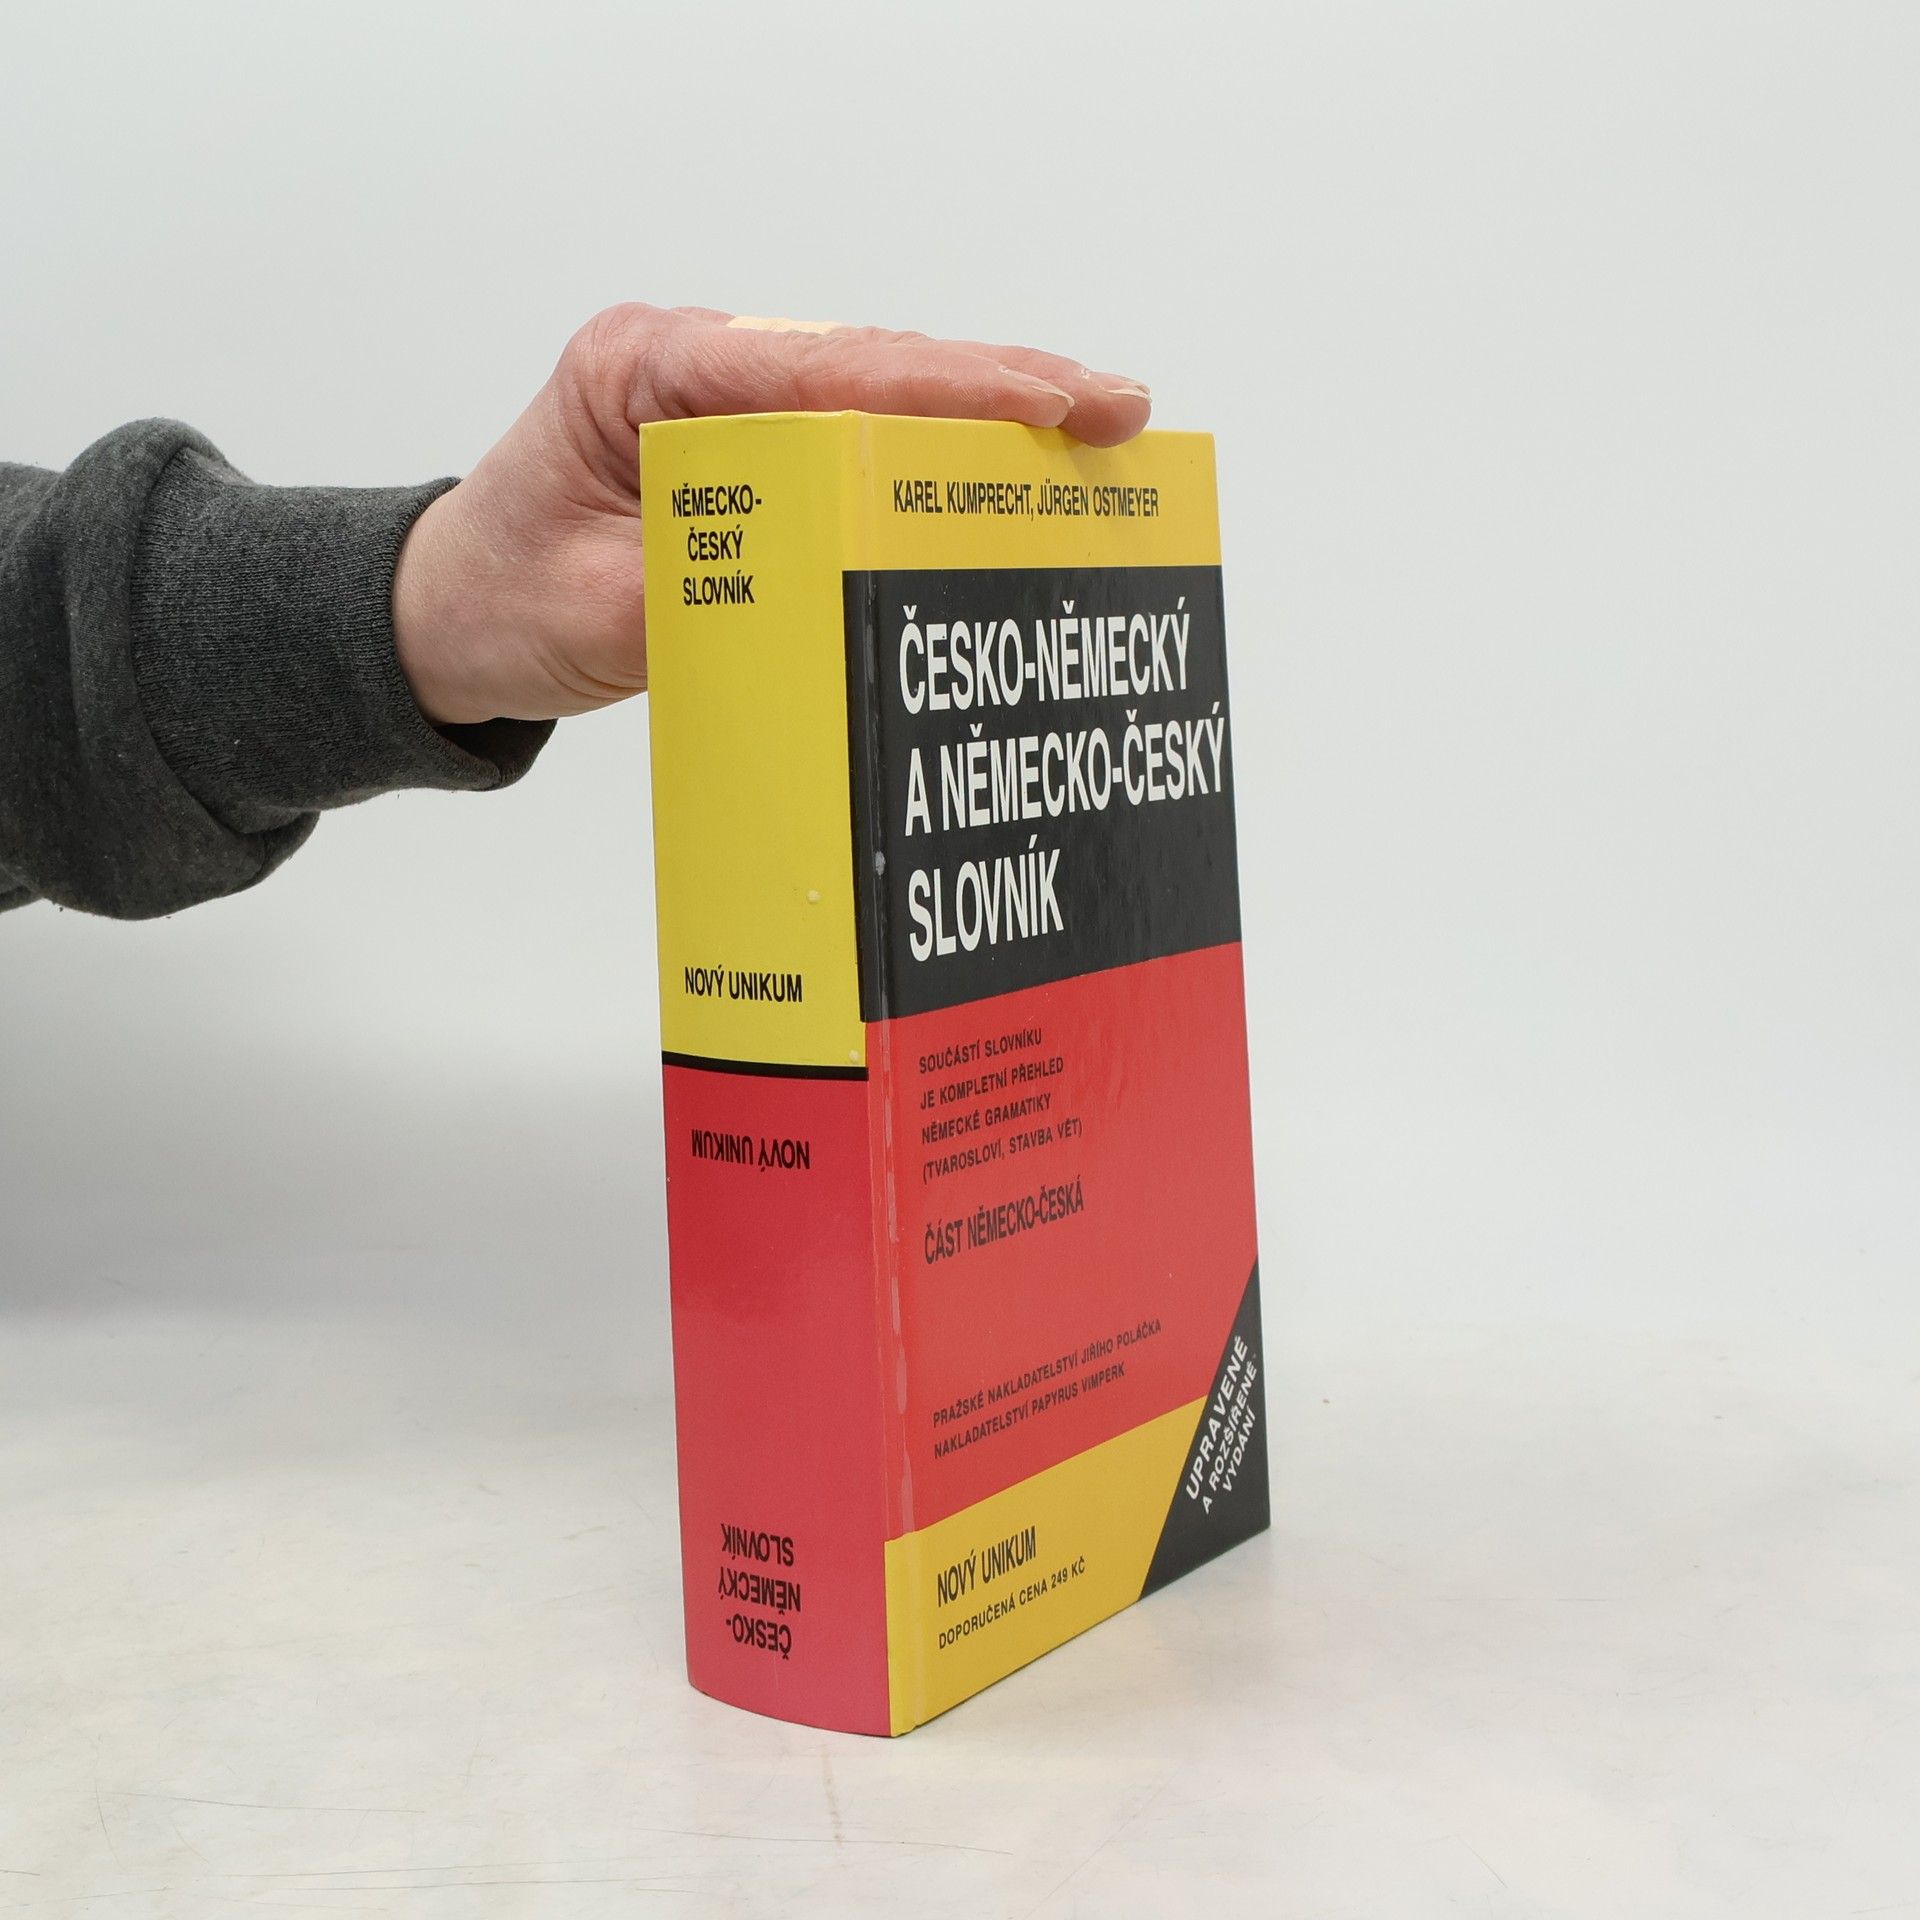 NĚMECKO-
ČESKÝ
SLOVNÍK
NOVÝ UNIKUM
NOVÝ UNIKUM
ČESKO-
NĚMECKÝ
SLOVNÍK
KAREL KUMPRECHT, JÜRGEN OSTMEYER
ČESKO-NĚMECKÝ
A NĚMECKO-ČESKÝ
SLOVNÍK
SOUČÁSTÍ SLOVNÍKU
JE KOMPLETNÍ PŘEHLED
NĚMECKÉ GRAMATIKY
(TVAROSLOVÍ, STAVBA VĚT)
ČÁST NĚMECKO-ČESKÁ
PRAŽSKÉ NAKLADATELSTVÍ JIŘÍHO POLÁČKA
NAKLADATELSTVÍ PAPYRUS VIMPERK
UPRAVENÉ
A ROZŠÍŘENÉ
VYDÁNÍ
NOVÝ UNIKUM
DOPORUČENÁ CENA 249 KČ